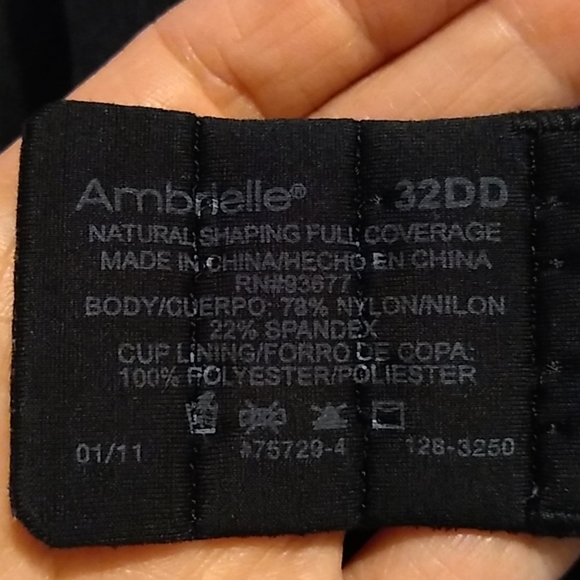 Ambrielle® 32DD
NATURAL SHAPING FULL COVERAGE
MADE IN CHINA/HECHO EN CHINA
RN#93677
BODY/CUERPO: 78% NYLON/NILON
22% SPANDEX
CUP LINING/FORRO DE COPA:
100% POLYESTER/POLIESTER
01/11 #75729-4 128-3250